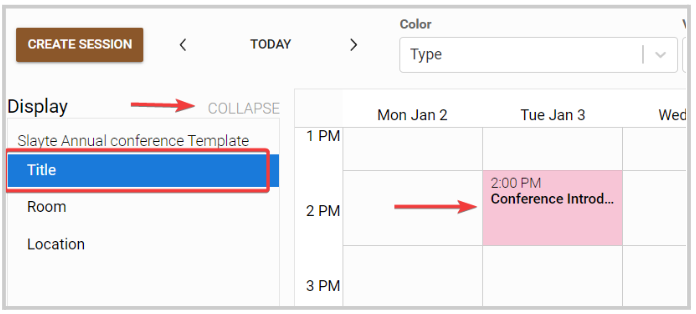 Color
CREATE SESSION
TODAY
Type
Display
COLLAPSE
Mon Jan 2
Tue Jan 3
Wed
Slayte Annual conference Template
1 PM
Title
2:00 PM
Conference Introd...
Room
2 PM
Location
3 PM